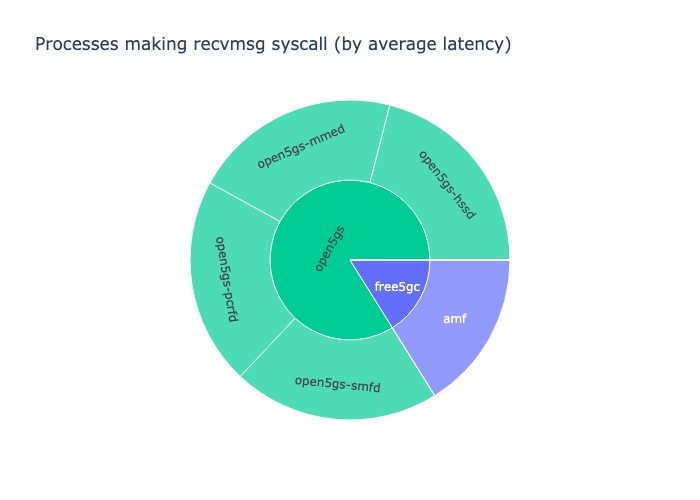 Processes making recvmsg syscall (by average latency)
open5gs-mmed
open5gs-hssd
open5gs
open5gs-pcrfd
free5gc
amf
open5gs-smfd